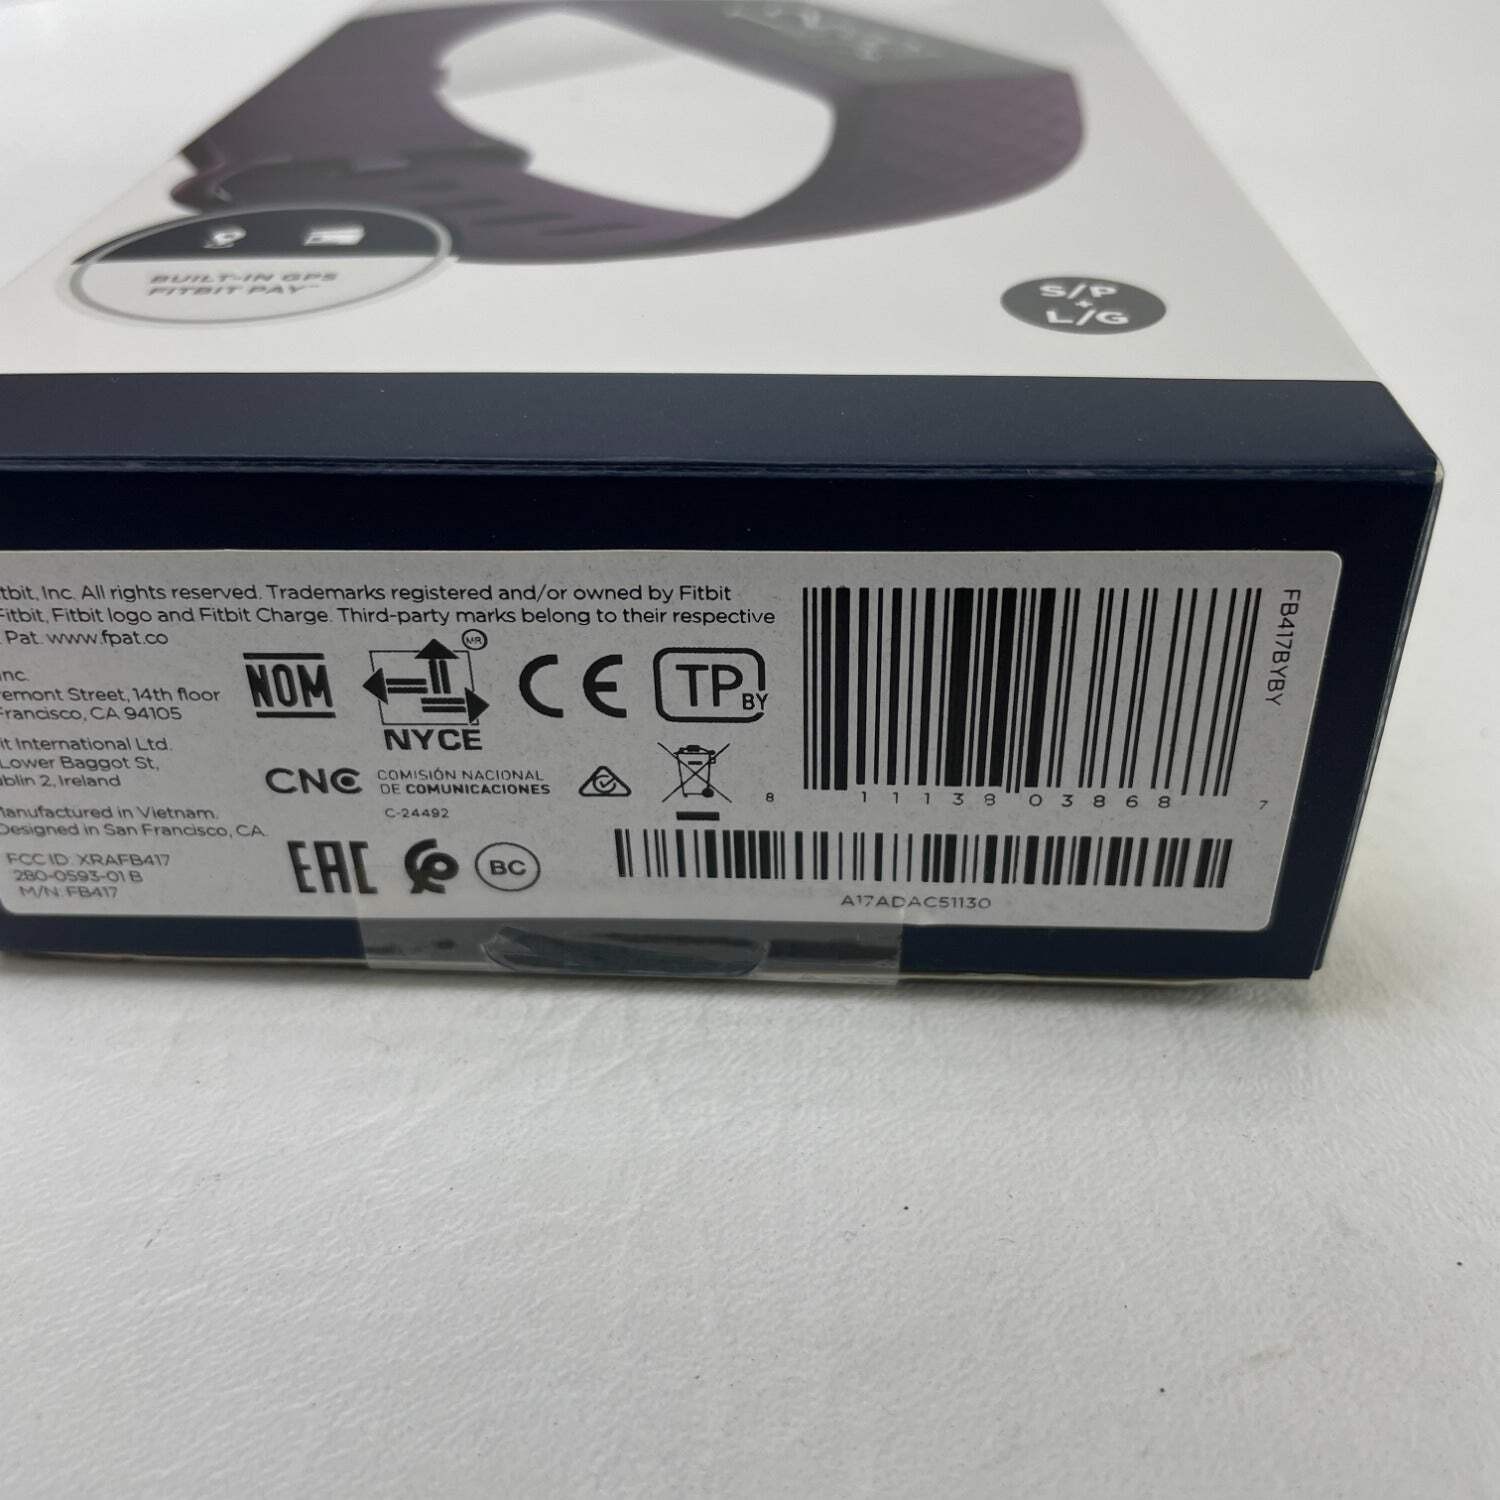 BUILT-IN GPS
FITBIT PAY™
S/P
+
L/G
tbit, Inc. All rights reserved. Trademarks registered and/or owned by Fitbit
Fitbit, Fitbit logo and Fitbit Charge. Third-party marks belong to their respective
Pat. www.fpat.co
nc.
remont Street, 14th floor
Francisco, CA 94105
it International Ltd.
Lower Baggot St,
ublin 2, Ireland
Manufactured in Vietnam.
Designed in San Francisco, CA.
FCC ID: XRAFB417
280-0593-01 B
M/N: FB417
NOM
MR
NYCE
CE
TP BY
CNC COMISIÓN NACIONAL
DE COMUNICACIONES
C-24492
EAC
BC
8 11138 03868 7
FB417BYBY
A17ADAC51130